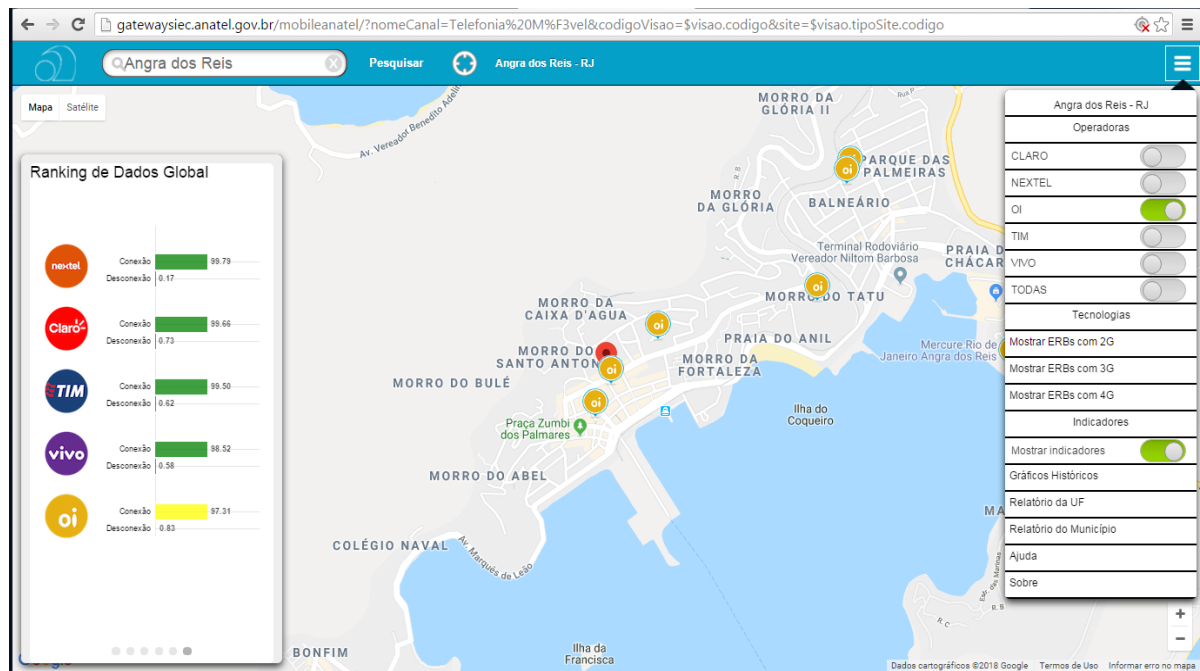 gatewaysiec.anatel.gov.br/mobileanatel/?nomeCanal=Telefonia%20M%F3vel&codigoVisao=$visao.codigo&site=$visao.tipoSite.codigo
Angra dos Reis
Pesquisar
Angra dos Reis - RJ
Mapa
Satélite
Ranking de Dados Global
nextel
Conexão 99.79
Desconexão 0.17
Claro
Conexão 99.66
Desconexão 0.73
TIM
Conexão 99.50
Desconexão 0.62
vivo
Conexão 98.52
Desconexão 0.58
oi
Conexão 97.31
Desconexão 0.83
Av. Vereador Benedito Adelino
MORRO DA
GLÓRIA II
oi
PARQUE DAS
PALMEIRAS
R. B
MORRO
DA GLÓRIA
BALNEÁRIO
Terminal Rodoviário
Vereador Niltom Barbosa
PRAIA D
CHÁCAR
oi
MORRO DO TATU
MORRO DA
CAIXA D'AGUA
oi
PRAIA DO ANIL
Mercure Rio de
Janeiro Angra dos Reis
MORRO DO
SANTO ANTON
oi
MORRO DA
FORTALEZA
MORRO DO BULÉ
oi
Praça Zumbi
dos Palmares
Ilha do
Coqueiro
MORRO DO ABEL
MA
COLÉGIO NAVAL
Av. Marquês de Leão
R. C
R. B
BONFIM
Ilha da
Francisca
Google
Dados cartográficos ©2018 Google
Termos de Uso
Informar erro no mapa
Angra dos Reis - RJ
Operadoras
CLARO
NEXTEL
OI
TIM
VIVO
TODAS
Tecnologias
Mostrar ERBs com 2G
Mostrar ERBs com 3G
Mostrar ERBs com 4G
Indicadores
Mostrar indicadores
Gráficos Históricos
Relatório da UF
Relatório do Município
Ajuda
Sobre
+
−